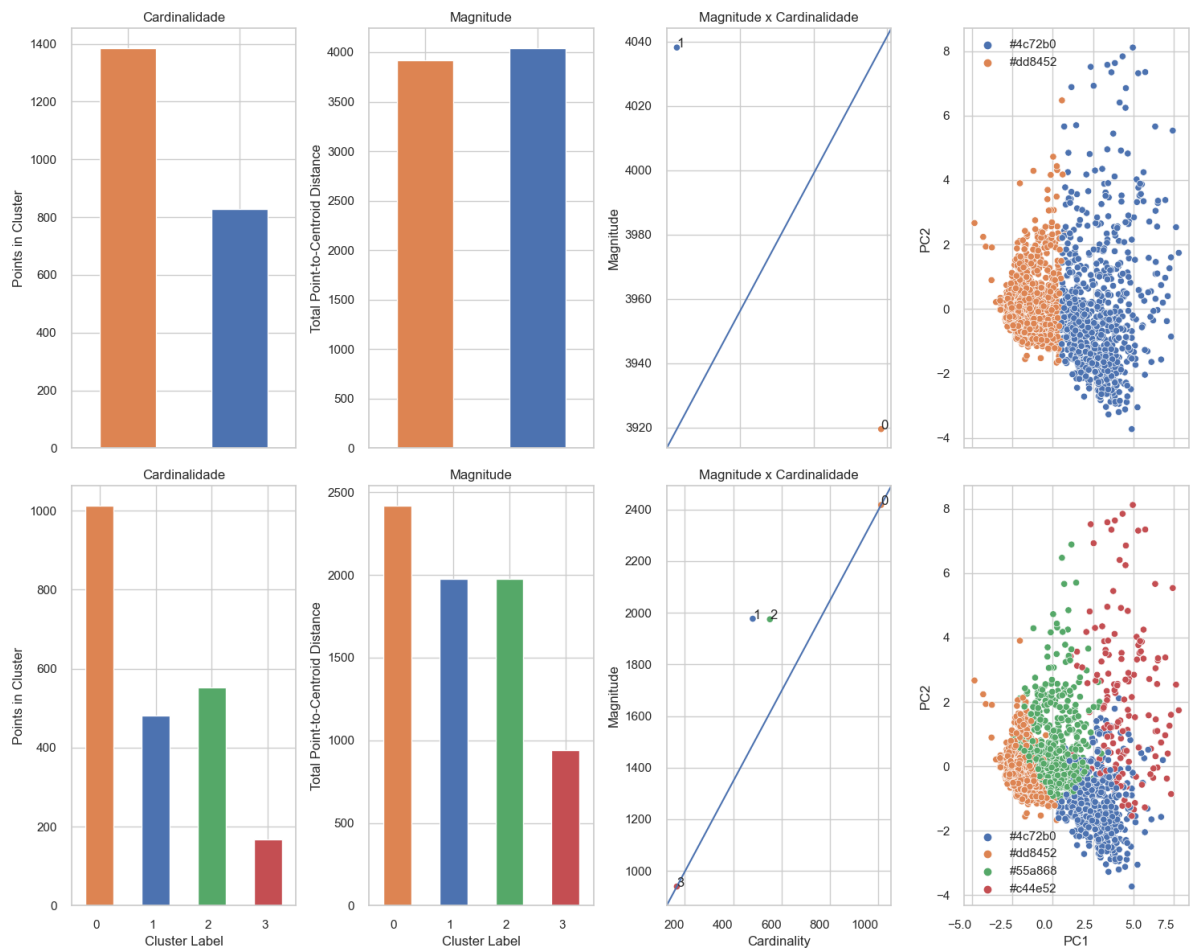 Cardinalidade
Points in Cluster
1400
1200
1000
800
600
400
200
0
Magnitude
Total Point-to-Centroid Distance
4000
3500
3000
2500
2000
1500
1000
500
0
Magnitude x Cardinalidade
Magnitude
4040
4020
4000
3980
3960
3940
3920
1
0
PC2
8
6
4
2
0
−2
−4
#4c72b0
#dd8452
Cardinalidade
Points in Cluster
1000
800
600
400
200
0
0 1 2 3
Cluster Label
Magnitude
Total Point-to-Centroid Distance
2500
2000
1500
1000
500
0
0 1 2 3
Cluster Label
Magnitude x Cardinalidade
Magnitude
2400
2200
2000
1800
1600
1400
1200
1000
0
1
2
3
200 400 600 800 1000
Cardinality
PC2
8
6
4
2
0
−2
−4
#4c72b0
#dd8452
#55a868
#c44e52
−5.0 −2.5 0.0 2.5 5.0 7.5
PC1